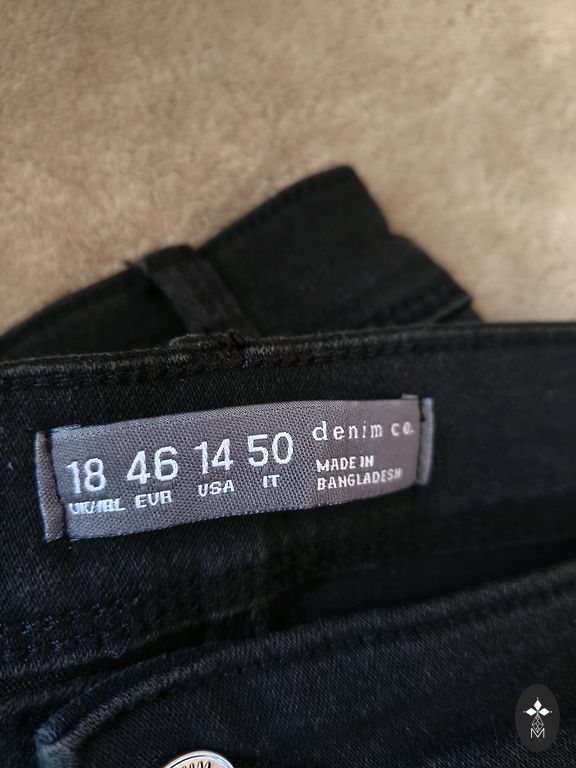 18 46 14 50
UK/IRL EUR USA IT
denim co.
MADE IN
BANGLADESH